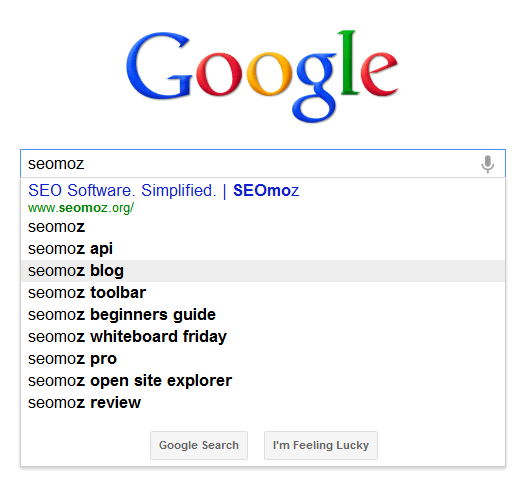 Google
seomoz
SEO Software. Simplified. | SEOmoz
www.seomoz.org/
seomoz
seomoz api
seomoz blog
seomoz toolbar
seomoz beginners guide
seomoz whiteboard friday
seomoz pro
seomoz open site explorer
seomoz review
Google Search I'm Feeling Lucky